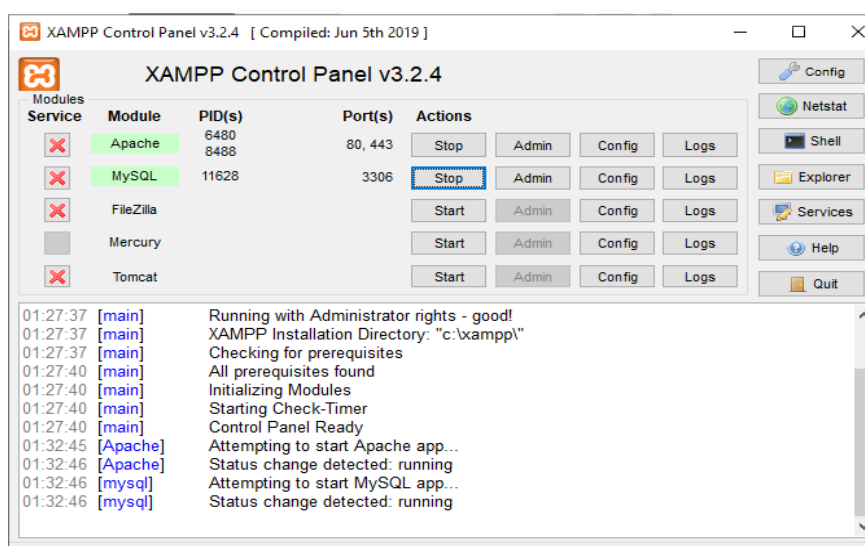 XAMPP Control Panel v3.2.4 [ Compiled: Jun 5th 2019 ]
XAMPP Control Panel v3.2.4
Config
Modules
Service Module PID(s) Port(s) Actions
Netstat
Apache 6480 8488 80, 443 Stop Admin Config Logs
Shell
MySQL 11628 3306 Stop Admin Config Logs
Explorer
FileZilla Start Admin Config Logs
Services
Mercury Start Admin Config Logs
Help
Tomcat Start Admin Config Logs
Quit
01:27:37 [main] Running with Administrator rights - good!
01:27:37 [main] XAMPP Installation Directory: "c:\xampp\"
01:27:37 [main] Checking for prerequisites
01:27:40 [main] All prerequisites found
01:27:40 [main] Initializing Modules
01:27:40 [main] Starting Check-Timer
01:27:40 [main] Control Panel Ready
01:32:45 [Apache] Attempting to start Apache app...
01:32:46 [Apache] Status change detected: running
01:32:46 [mysql] Attempting to start MySQL app...
01:32:46 [mysql] Status change detected: running